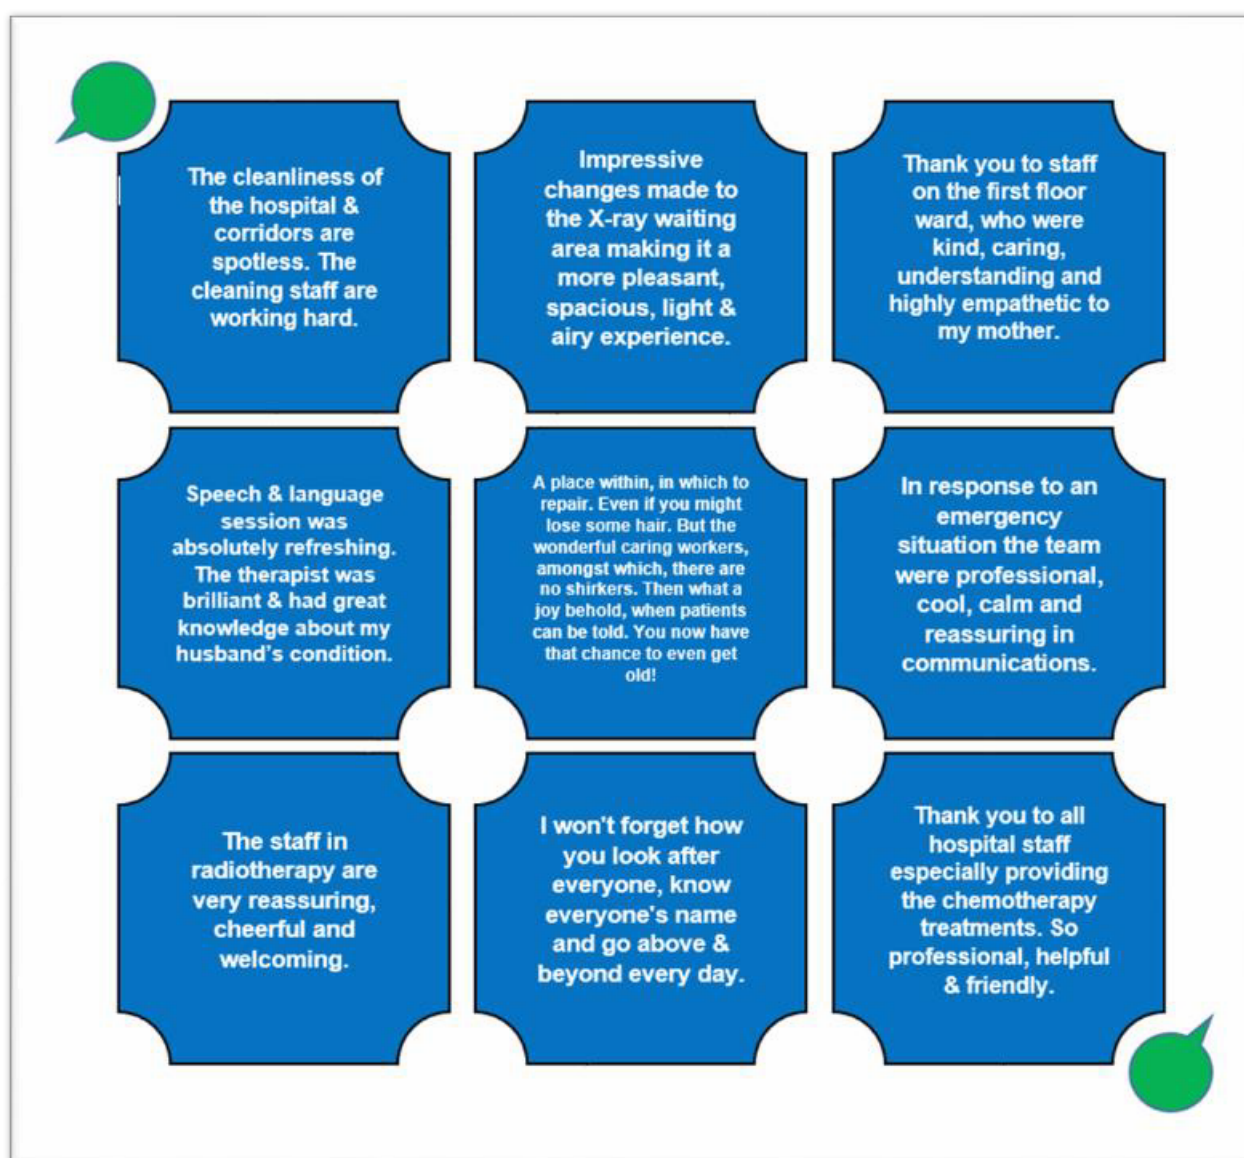 The cleanliness of
the hospital &
corridors are
spotless. The
cleaning staff are
working hard.
Impressive
changes made to
the X-ray waiting
area making it a
more pleasant,
spacious, light &
airy experience.
Thank you to staff
on the first floor
ward, who were
kind, caring,
understanding and
highly empathetic to
my mother.
Speech & language
session was
absolutely refreshing.
The therapist was
brilliant & had great
knowledge about my
husband's condition.
A place within, in which to
repair. Even if you might
lose some hair. But the
wonderful caring workers,
amongst which, there are
no shirkers. Then what a
joy behold, when patients
can be told. You now have
that chance to even get
old!
In response to an
emergency
situation the team
were professional,
cool, calm and
reassuring in
communications.
The staff in
radiotherapy are
very reassuring,
cheerful and
welcoming.
I won't forget how
you look after
everyone, know
everyone's name
and go above &
beyond every day.
Thank you to all
hospital staff
especially providing
the chemotherapy
treatments. So
professional, helpful
& friendly.